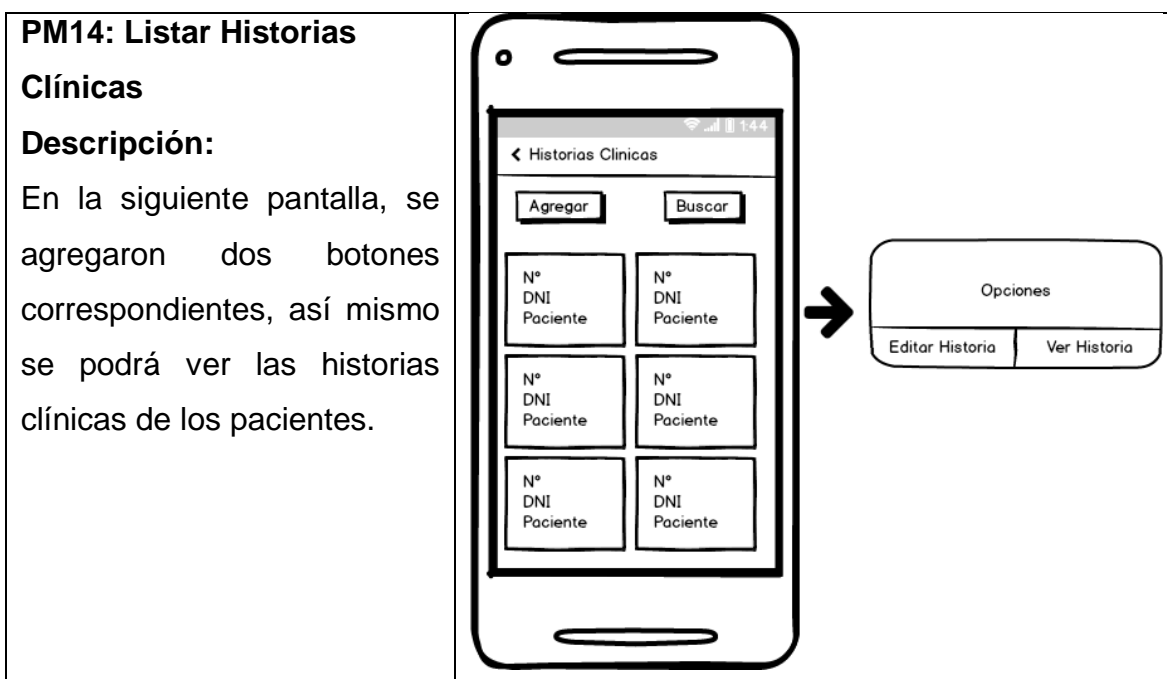 PM14: Listar Historias
Clínicas
Descripción:
En la siguiente pantalla, se
agregaron dos botones
correspondientes, así mismo
se podrá ver las historias
clínicas de los pacientes.
1:44
Historias Clinicas
Agregar Buscar
N° N°
DNI DNI
Paciente Paciente
N° N°
DNI DNI
Paciente Paciente
N° N°
DNI DNI
Paciente Paciente
Opciones
Editar Historia Ver Historia